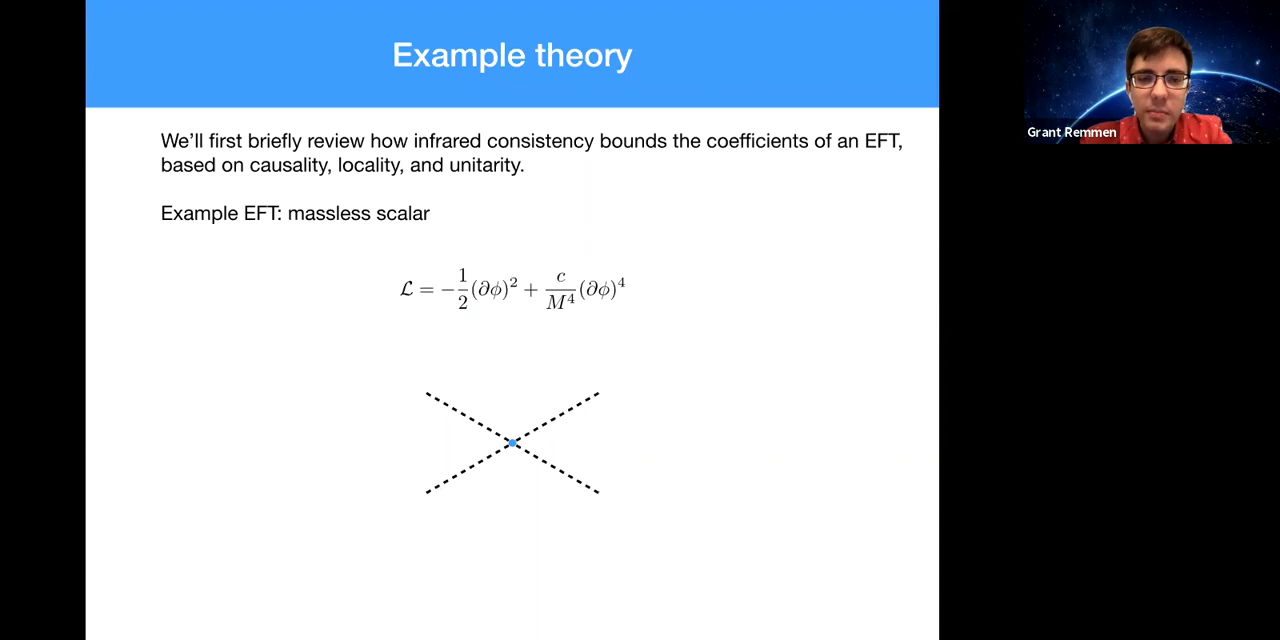 Example theory
We'll first briefly review how infrared consistency bounds the coefficients of an EFT,
based on causality, locality, and unitarity.
Example EFT: massless scalar
ℒ = −1/2(∂ϕ)² + c/M⁴(∂ϕ)⁴
Grant Remmen